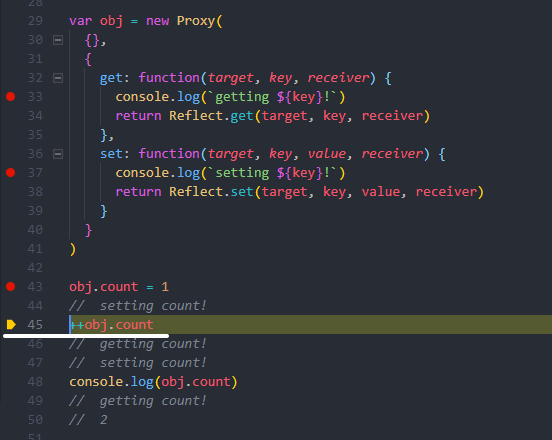 28
29 var obj = new Proxy(
30 {},
31 {
32 get: function(target, key, receiver) {
33 console.log(`getting ${key}!`)
34 return Reflect.get(target, key, receiver)
35 },
36 set: function(target, key, value, receiver) {
37 console.log(`setting ${key}!`)
38 return Reflect.set(target, key, value, receiver)
39 }
40 }
41 )
42
43 obj.count = 1
44 // setting count!
45 ++obj.count
46 // getting count!
47 // setting count!
48 console.log(obj.count)
49 // getting count!
50 // 2
51